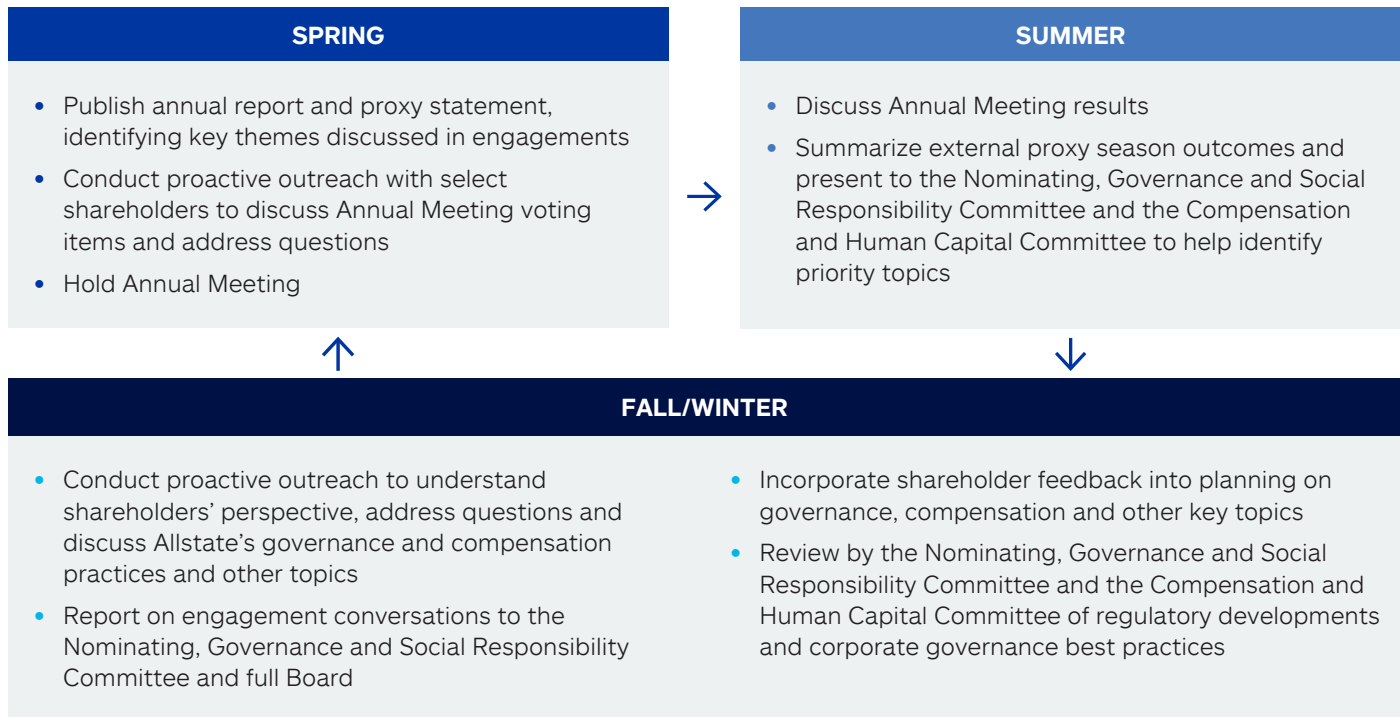 SPRING
• Publish annual report and proxy statement,
identifying key themes discussed in engagements
• Conduct proactive outreach with select
shareholders to discuss Annual Meeting voting
items and address questions
• Hold Annual Meeting
SUMMER
• Discuss Annual Meeting results
• Summarize external proxy season outcomes and
present to the Nominating, Governance and Social
Responsibility Committee and the Compensation
and Human Capital Committee to help identify
priority topics
FALL/WINTER
• Conduct proactive outreach to understand
shareholders’ perspective, address questions and
discuss Allstate’s governance and compensation
practices and other topics
• Report on engagement conversations to the
Nominating, Governance and Social Responsibility
Committee and full Board
• Incorporate shareholder feedback into planning on
governance, compensation and other key topics
• Review by the Nominating, Governance and Social
Responsibility Committee and the Compensation and
Human Capital Committee of regulatory developments
and corporate governance best practices